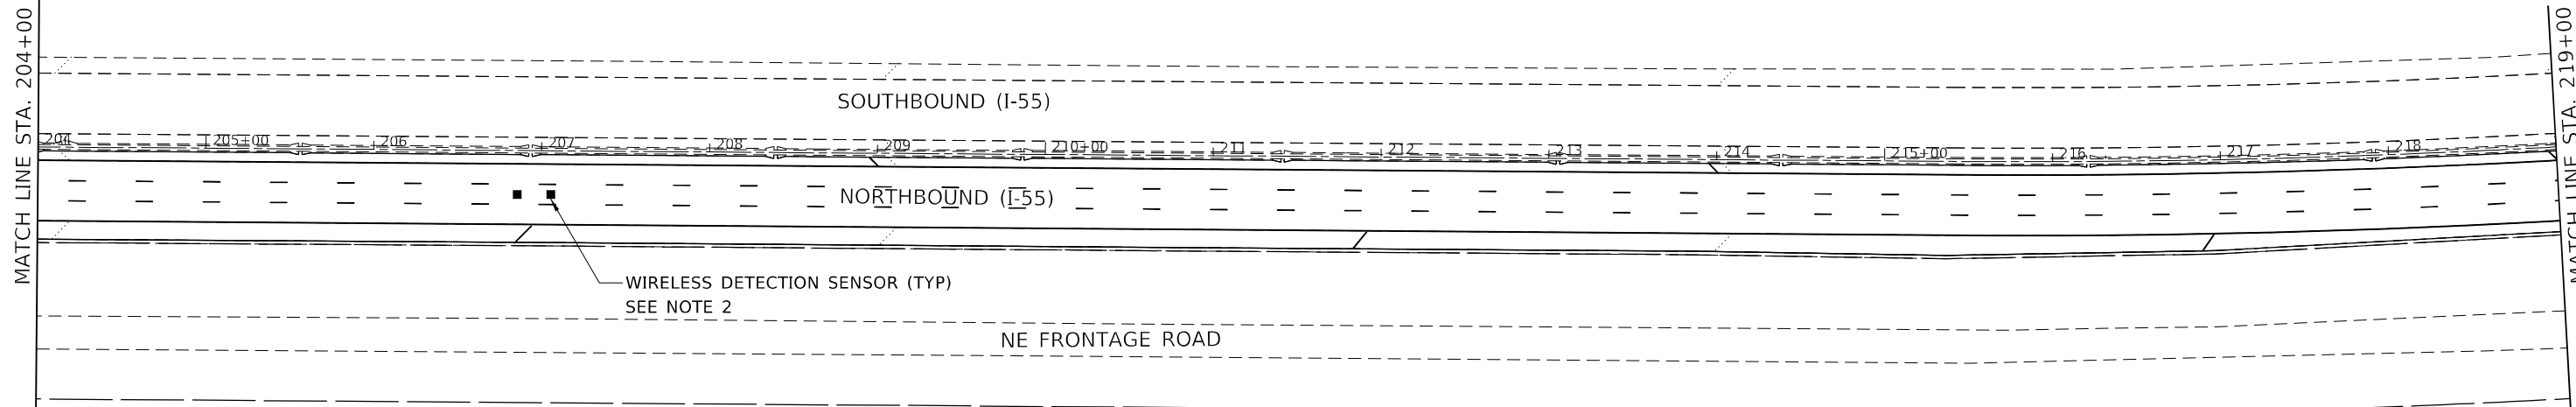 MATCH LINE STA. 204+00
MATCH LINE STA. 219+00
SOUTHBOUND (I-55)
204 205+00 206 207 208 209 210+00 211 212 213 214 215+00 216 217 218
NORTHBOUND (I-55)
WIRELESS DETECTION SENSOR (TYP)
SEE NOTE 2
NE FRONTAGE ROAD